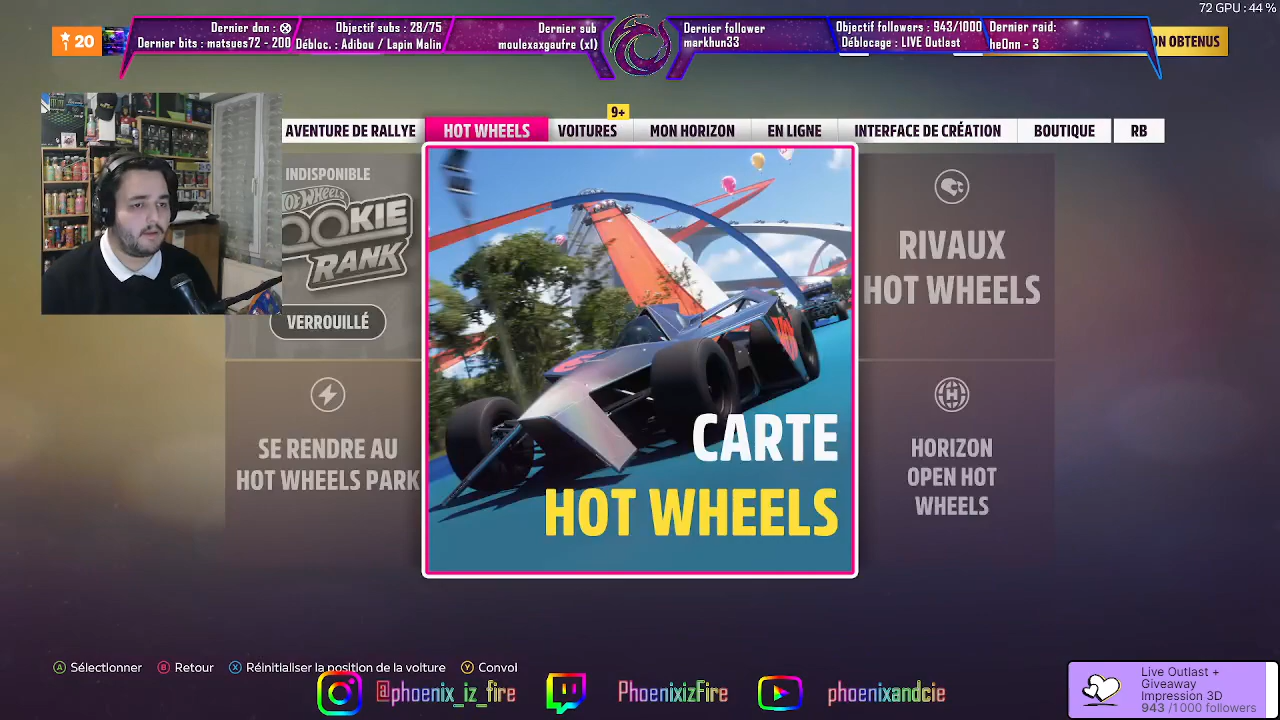 72 GPU : 44 %
20
Dernier don :
Dernier bits : matsues72 - 200
Objectif subs : 28/75
Débloc. : Adibou / Lapin Malin
Dernier sub
moulexaxgaufre (x1)
Dernier follower
markhun33
Objectif followers : 943/1000
Déblocage : LIVE Outlast
Dernier raid:
he0nn - 3
ON OBTENUS
9+
AVENTURE DE RALLYE
HOT WHEELS
VOITURES
MON HORIZON
EN LIGNE
INTERFACE DE CRÉATION
BOUTIQUE
RB
INDISPONIBLE
HOT WHEELS
ROOKIE
RANK
VERROUILLÉ
SE RENDRE AU
HOT WHEELS PARK
CARTE
HOT WHEELS
RIVAUX
HOT WHEELS
HORIZON
OPEN HOT
WHEELS
A Sélectionner
B Retour
X Réinitialiser la position de la voiture
Y Convoi
@phoenix_iz_fire
PhoenixizFire
phoenixandcie
Live Outlast +
Giveaway
Impression 3D
943 /1000 followers